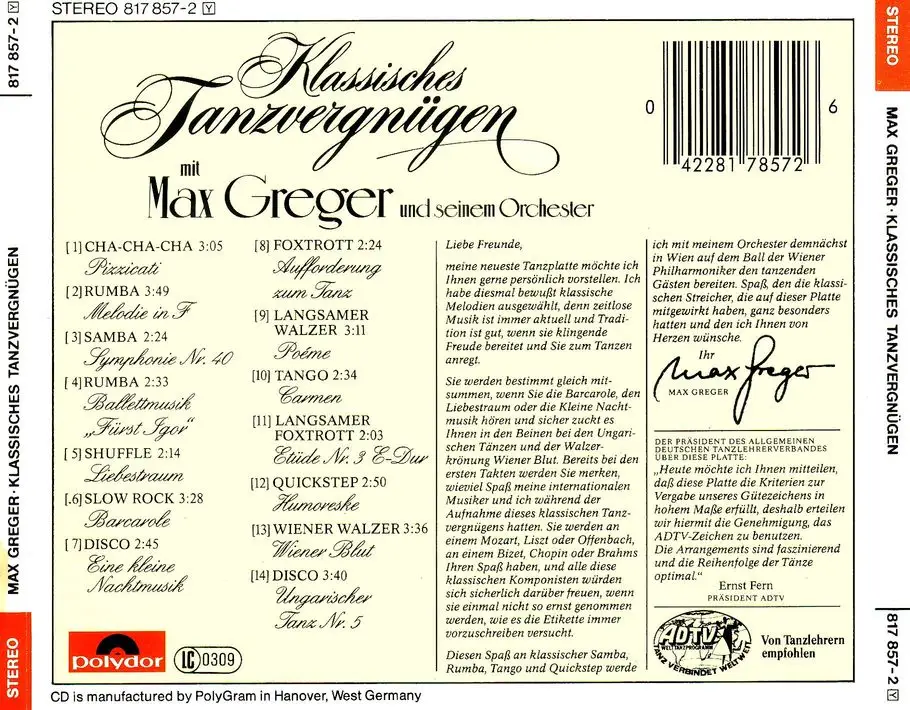 STEREO 817 857-2 Y
817 857-2 Y
MAX GREGER·KLASSISCHES TANZVERGNÜGEN
STEREO
Klassisches
Tanzvergnügen
mit
Max Greger und seinem Orchester
0 42281 78572 6
[1] CHA-CHA-CHA 3:05
Pizzicati
[2] RUMBA 3:49
Melodie in F
[3] SAMBA 2:24
Symphonie Nr. 40
[4] RUMBA 2:33
Ballettmusik
„Fürst Igor“
[5] SHUFFLE 2:14
Liebestraum
[6] SLOW ROCK 3:28
Barcarole
[7] DISCO 2:45
Eine kleine
Nachtmusik
[8] FOXTROTT 2:24
Aufforderung
zum Tanz
[9] LANGSAMER
WALZER 3:11
Poéme
[10] TANGO 2:34
Carmen
[11] LANGSAMER
FOXTROTT 2:03
Etüde Nr. 3 E-Dur
[12] QUICKSTEP 2:50
Humoreske
[13] WIENER WALZER 3:36
Wiener Blut
[14] DISCO 3:40
Ungarischer
Tanz Nr. 5
Liebe Freunde,
meine neueste Tanzplatte möchte ich
Ihnen gerne persönlich vorstellen. Ich
habe diesmal bewußt klassische
Melodien ausgewählt, denn zeitlose
Musik ist immer aktuell und Tradi-
tion ist gut, wenn sie klingende
Freude bereitet und Sie zum Tanzen
anregt.
Sie werden bestimmt gleich mit-
summen, wenn Sie die Barcarole, den
Liebestraum oder die Kleine Nacht-
musik hören und sicher zuckt es
Ihnen in den Beinen bei den Ungari-
schen Tänzen und der Walzer-
krönung Wiener Blut. Bereits bei den
ersten Takten werden Sie merken,
wieviel Spaß meine internationalen
Musiker und ich während der
Aufnahme dieses klassischen Tanz-
vergnügens hatten. Sie werden an
einem Mozart, Liszt oder Offenbach,
an einem Bizet, Chopin oder Brahms
Ihren Spaß haben, und alle diese
klassischen Komponisten würden
sich sicherlich darüber freuen, wenn
sie einmal nicht so ernst genommen
werden, wie es die Etikette immer
vorzuschreiben versucht.
Diesen Spaß an klassischer Samba,
Rumba, Tango und Quickstep werde
ich mit meinem Orchester demnächst
in Wien auf dem Ball der Wiener
Philharmoniker den tanzenden
Gästen bereiten. Spaß, den die klassi-
schen Streicher, die auf dieser Platte
mitgewirkt haben, ganz besonders
hatten und den ich Ihnen von
Herzen wünsche.
Ihr
Max Greger
MAX GREGER
DER PRÄSIDENT DES ALLGEMEINEN
DEUTSCHEN TANZLEHRERVERBANDES
ÜBER DIESE PLATTE:
„Heute möchte ich Ihnen mitteilen,
daß diese Platte die Kriterien zur
Vergabe unseres Gütezeichens in
hohem Maße erfüllt, deshalb erteilen
wir hiermit die Genehmigung, das
ADTV-Zeichen zu benutzen.
Die Arrangements sind faszinierend
und die Reihenfolge der Tänze
optimal.“
Ernst Fern
PRÄSIDENT ADTV
ADTV
WELTTANZPROGRAMM
TANZ VERBINDET WELTWEIT
Von Tanzlehrern
empfohlen
polydor
LC 0309
CD is manufactured by PolyGram in Hanover, West Germany
STEREO
MAX GREGER·KLASSISCHES TANZVERGNÜGEN
817 857-2 Y